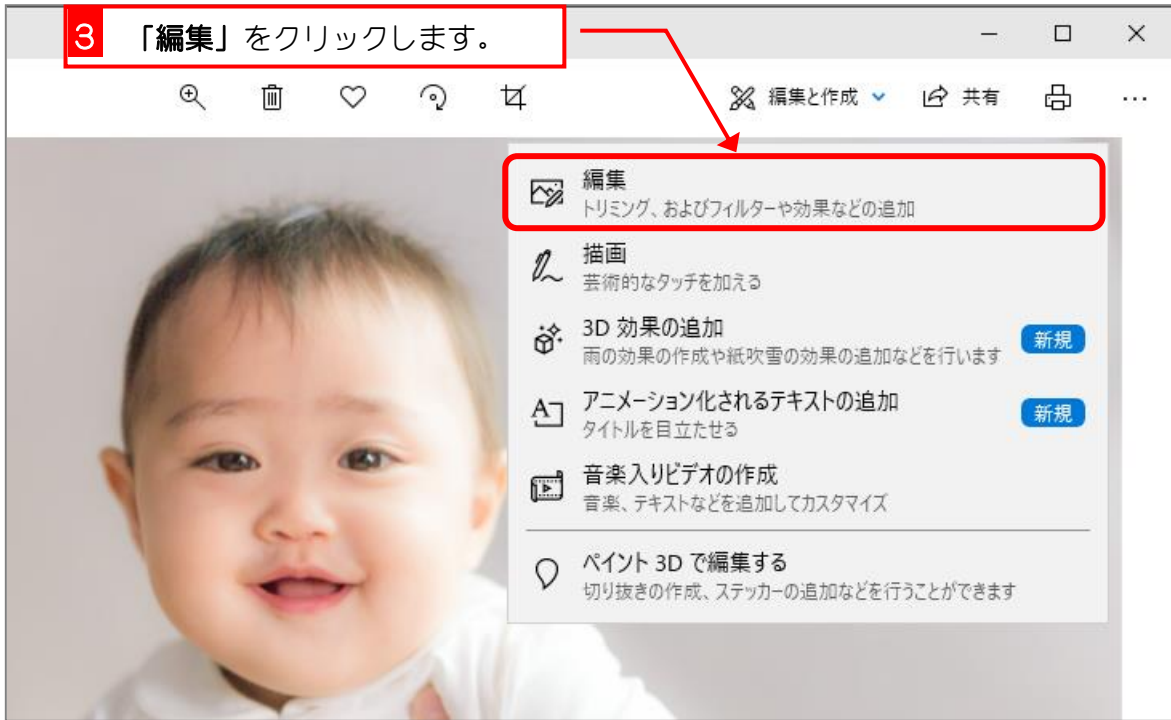 3 「編集」をクリックします。
編集と作成 共有
編集
トリミング、およびフィルターや効果などの追加
描画
芸術的なタッチを加える
3D 効果の追加
雨の効果の作成や紙吹雪の効果の追加などを行います
新規
アニメーション化されるテキストの追加
タイトルを目立たせる
新規
音楽入りビデオの作成
音楽、テキストなどを追加してカスタマイズ
ペイント 3D で編集する
切り抜きの作成、ステッカーの追加などを行うことができます